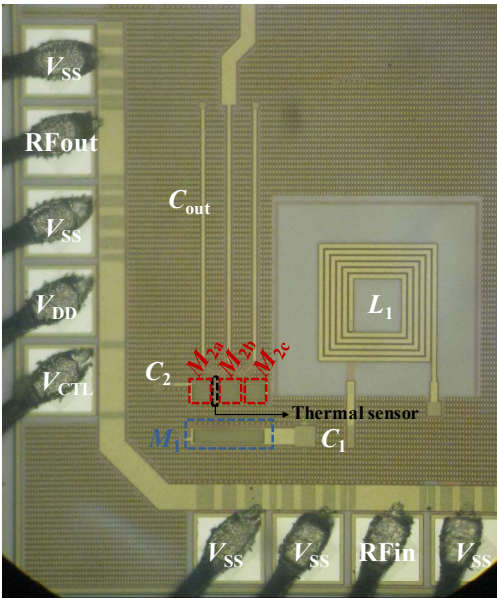 VSS
RFout
VSS
VDD
VCTL
Cout
L1
M2a M2b M2c
C2
Thermal sensor
M1
C1
VSS
VSS
RFin
VSS